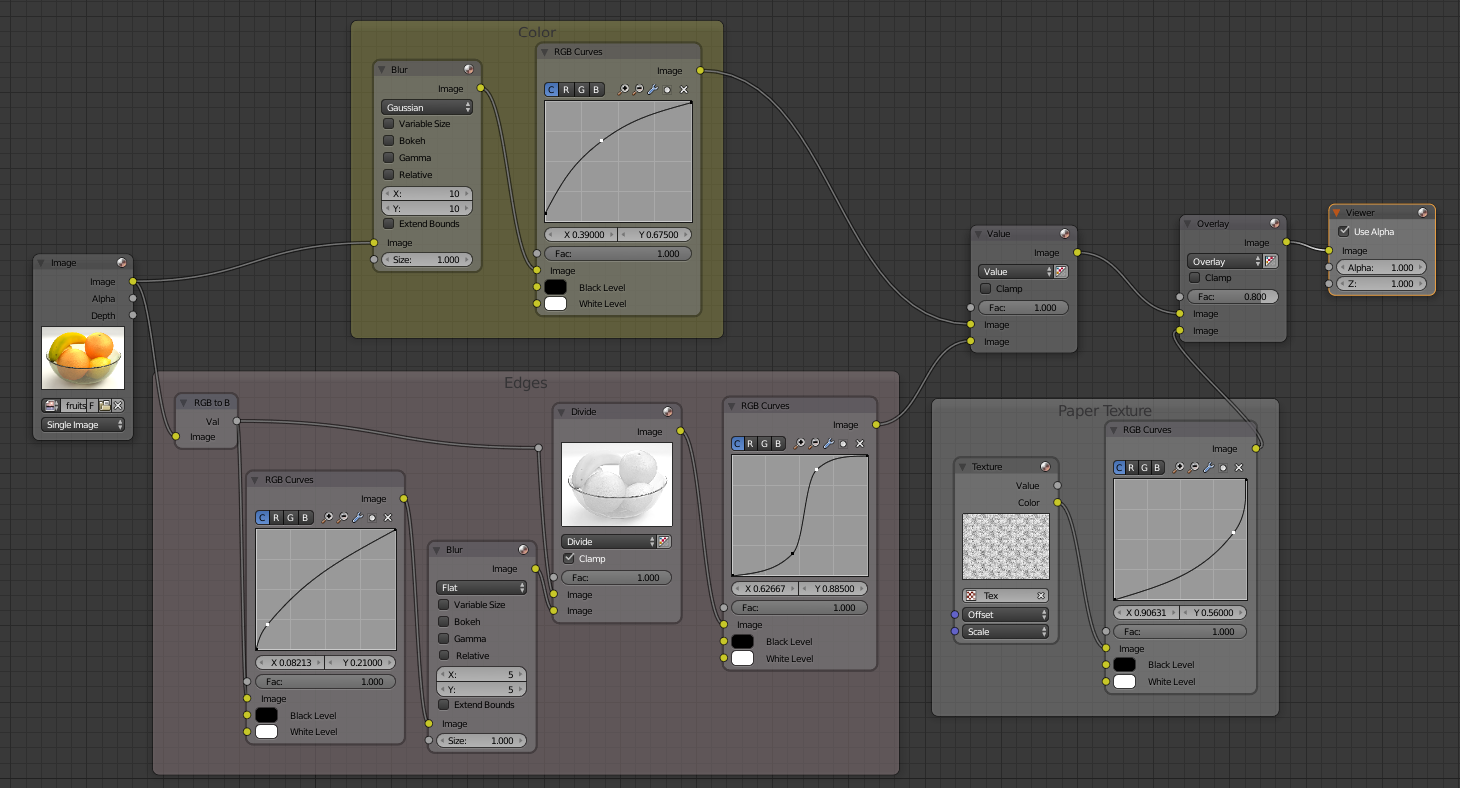 Color
Blur
Image
Gaussian
Variable Size
Bokeh
Gamma
Relative
X: 10
Y: 10
Extend Bounds
Image
Size: 1.000
RGB Curves
Image
C R G B
X 0.39000 Y 0.67500
Fac: 1.000
Image
Black Level
White Level
Image
Image
Alpha
Depth
fruits F
Single Image
Edges
RGB to B
Val
Image
RGB Curves
Image
C R G B
X 0.08213 Y 0.21000
Fac: 1.000
Image
Black Level
White Level
Blur
Image
Flat
Variable Size
Bokeh
Gamma
Relative
X: 5
Y: 5
Extend Bounds
Image
Size: 1.000
Divide
Image
Divide
Clamp
Fac: 1.000
Image
Image
RGB Curves
Image
C R G B
X 0.62667 Y 0.88500
Fac: 1.000
Image
Black Level
White Level
Value
Image
Value
Clamp
Fac: 1.000
Image
Image
Paper Texture
Texture
Value
Color
Tex
Offset
Scale
RGB Curves
Image
C R G B
X 0.90631 Y 0.56000
Fac: 1.000
Image
Black Level
White Level
Overlay
Image
Overlay
Clamp
Fac: 0.800
Image
Image
Viewer
Use Alpha
Image
Alpha: 1.000
Z: 1.000